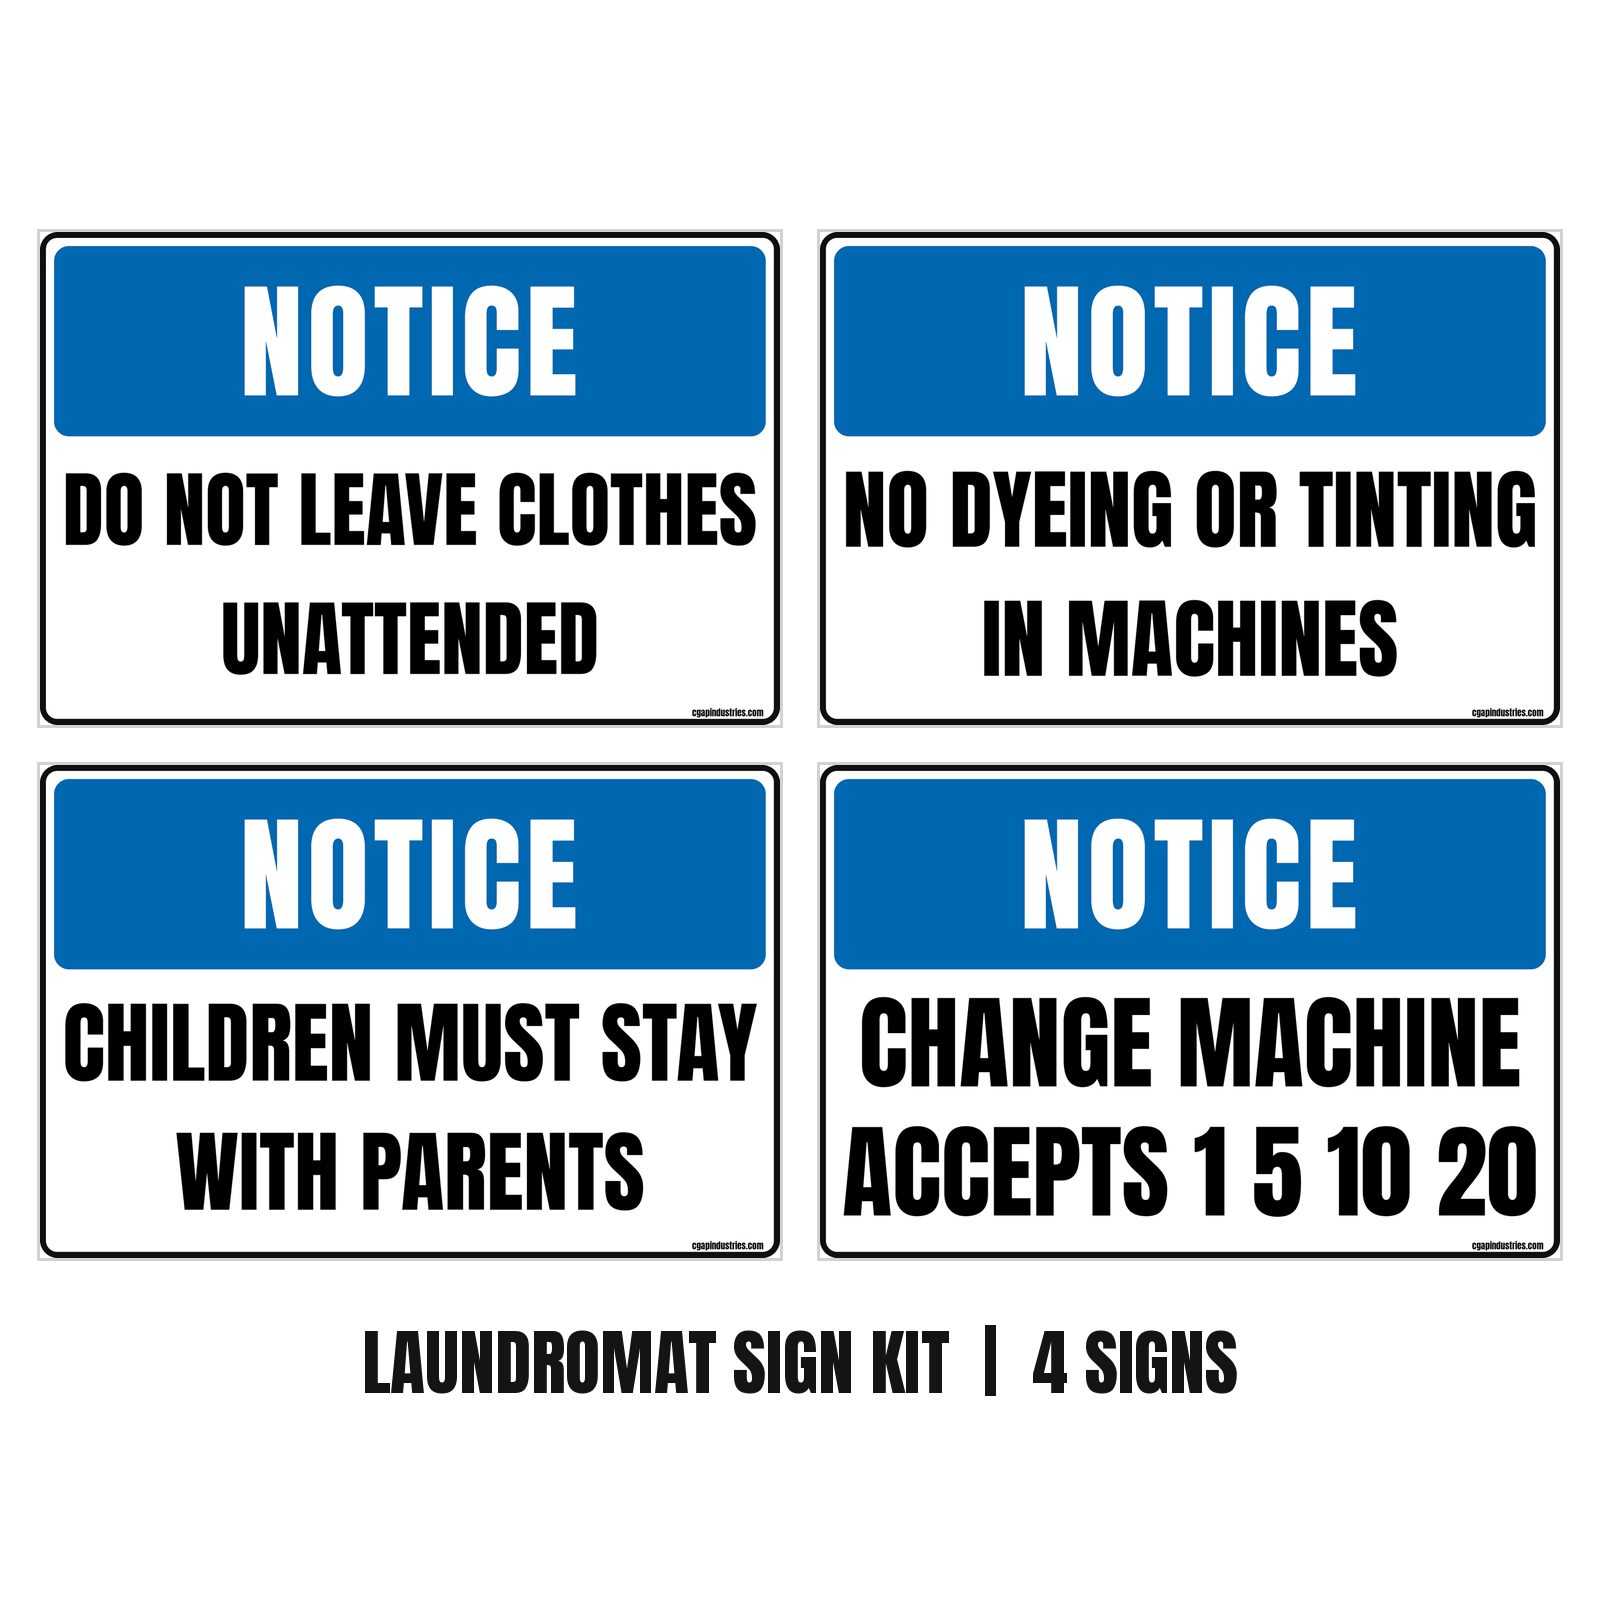 NOTICE
DO NOT LEAVE CLOTHES
UNATTENDED
cgapindustries.com
NOTICE
NO DYEING OR TINTING
IN MACHINES
cgapindustries.com
NOTICE
CHILDREN MUST STAY
WITH PARENTS
cgapindustries.com
NOTICE
CHANGE MACHINE
ACCEPTS 1 5 10 20
cgapindustries.com
LAUNDROMAT SIGN KIT | 4 SIGNS